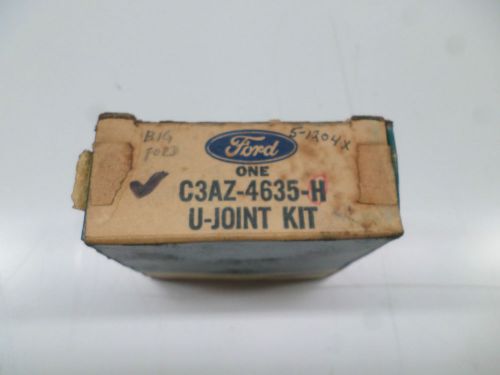 BIG
FORD
Ford
5-1204X
ONE
C3AZ-4635-H
U-JOINT KIT